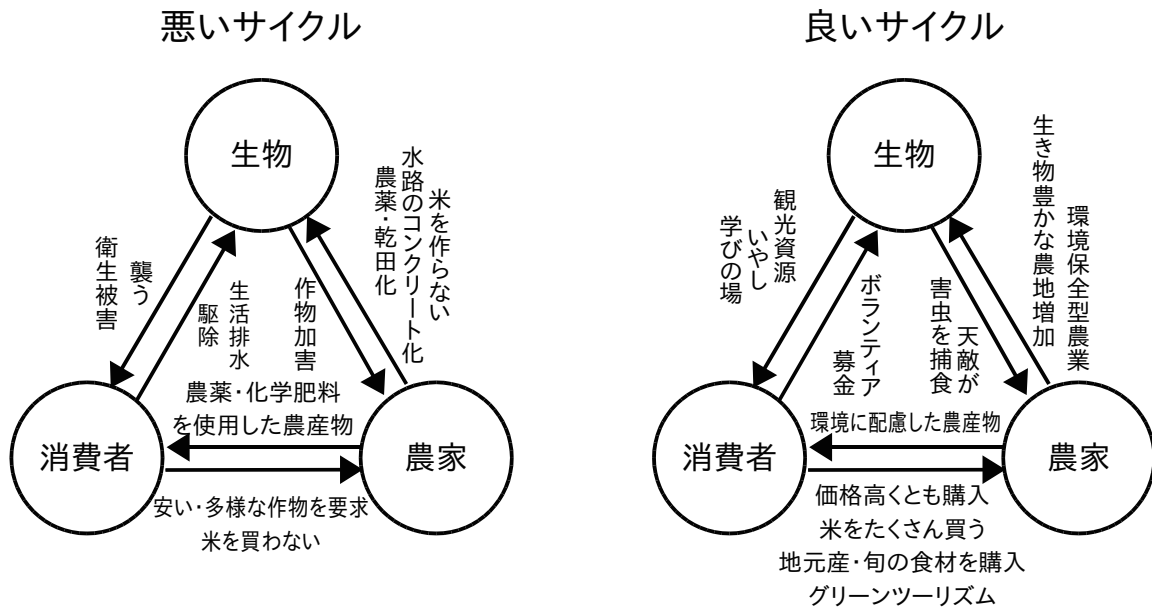 悪いサイクル
生物
米を作らない
水路のコンクリート化
農薬・乾田化
襲う
衛生被害
生活排水
駆除
作物加害
農薬・化学肥料
を使用した農産物
消費者
農家
安い・多様な作物を要求
米を買わない
良いサイクル
生物
環境保全型農業
生き物豊かな農地増加
観光資源
いやし
学びの場
ボランティア
募金
天敵が
害虫を捕食
環境に配慮した農産物
消費者
農家
価格高くとも購入
米をたくさん買う
地元産・旬の食材を購入
グリーンツーリズム